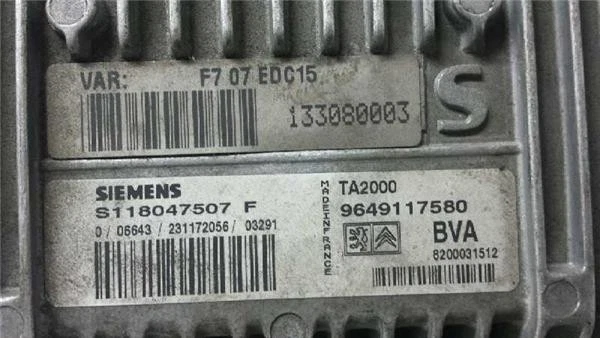 VAR: F7 07 EDC15
133080003
S
SIEMENS
S118047507 F
0 / 06643 / 231172056 / 03291
MADE IN FRANCE
TA2000
9649117580
BVA
8200031512